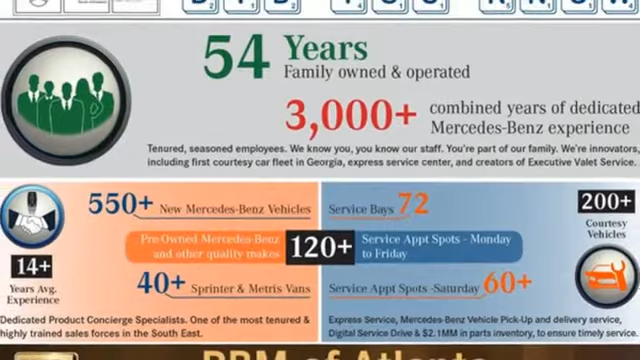 DID YOU KNOW
54 Years
Family owned & operated
3,000+ combined years of dedicated
Mercedes-Benz experience
Tenured, seasoned employees. We know you, you know our staff. You're part of our family. We're innovators,
including first courtesy car fleet in Georgia, express service center, and creators of Executive Valet Service.
550+ New Mercedes-Benz Vehicles
Pre-Owned Mercedes-Benz
and other quality makes
120+
40+ Sprinter & Metris Vans
14+
Years Avg.
Experience
Dedicated Product Concierge Specialists. One of the most tenured &
highly trained sales forces in the South East.
Service Bays 72
Service Appt Spots - Monday
to Friday
Service Appt Spots -Saturday 60+
200+
Courtesy
Vehicles
Express Service, Mercedes-Benz Vehicle Pick-Up and delivery service,
Digital Service Drive & $2.1MM in parts inventory, to ensure timely service.
RBM of Atlanta